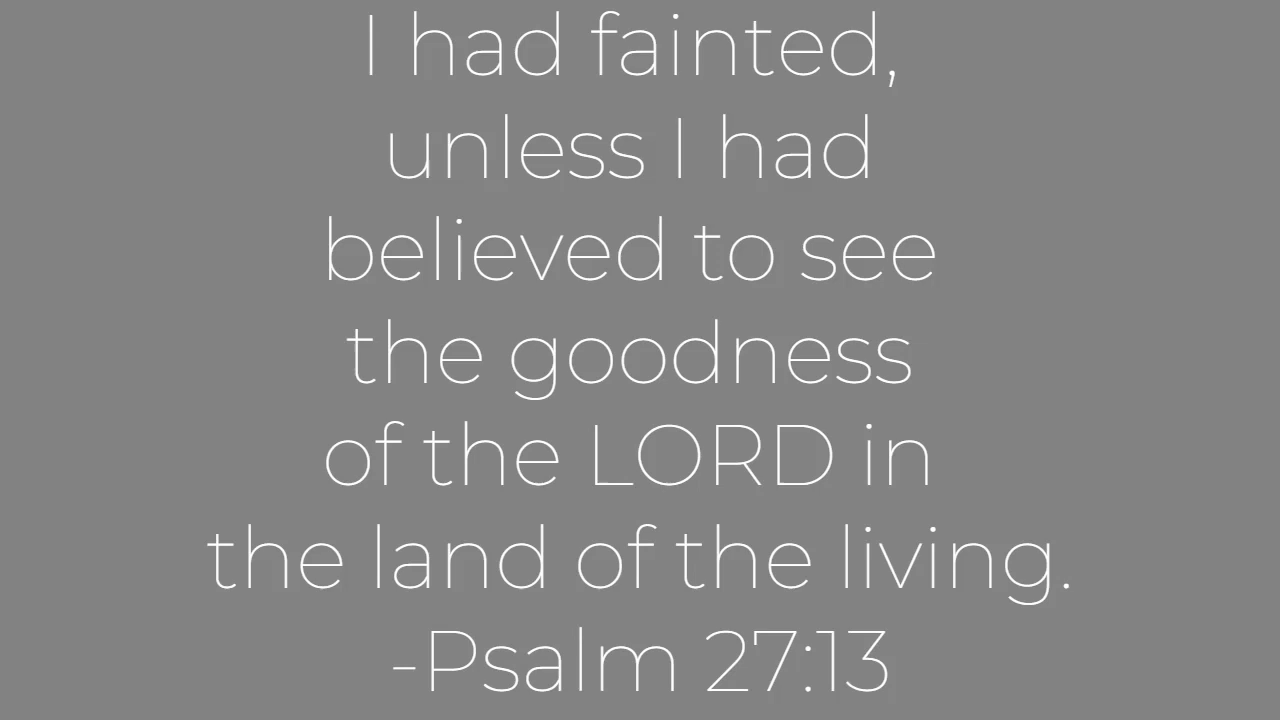 I had fainted,
unless I had
believed to see
the goodness
of the LORD in
the land of the living.
-Psalm 27:13